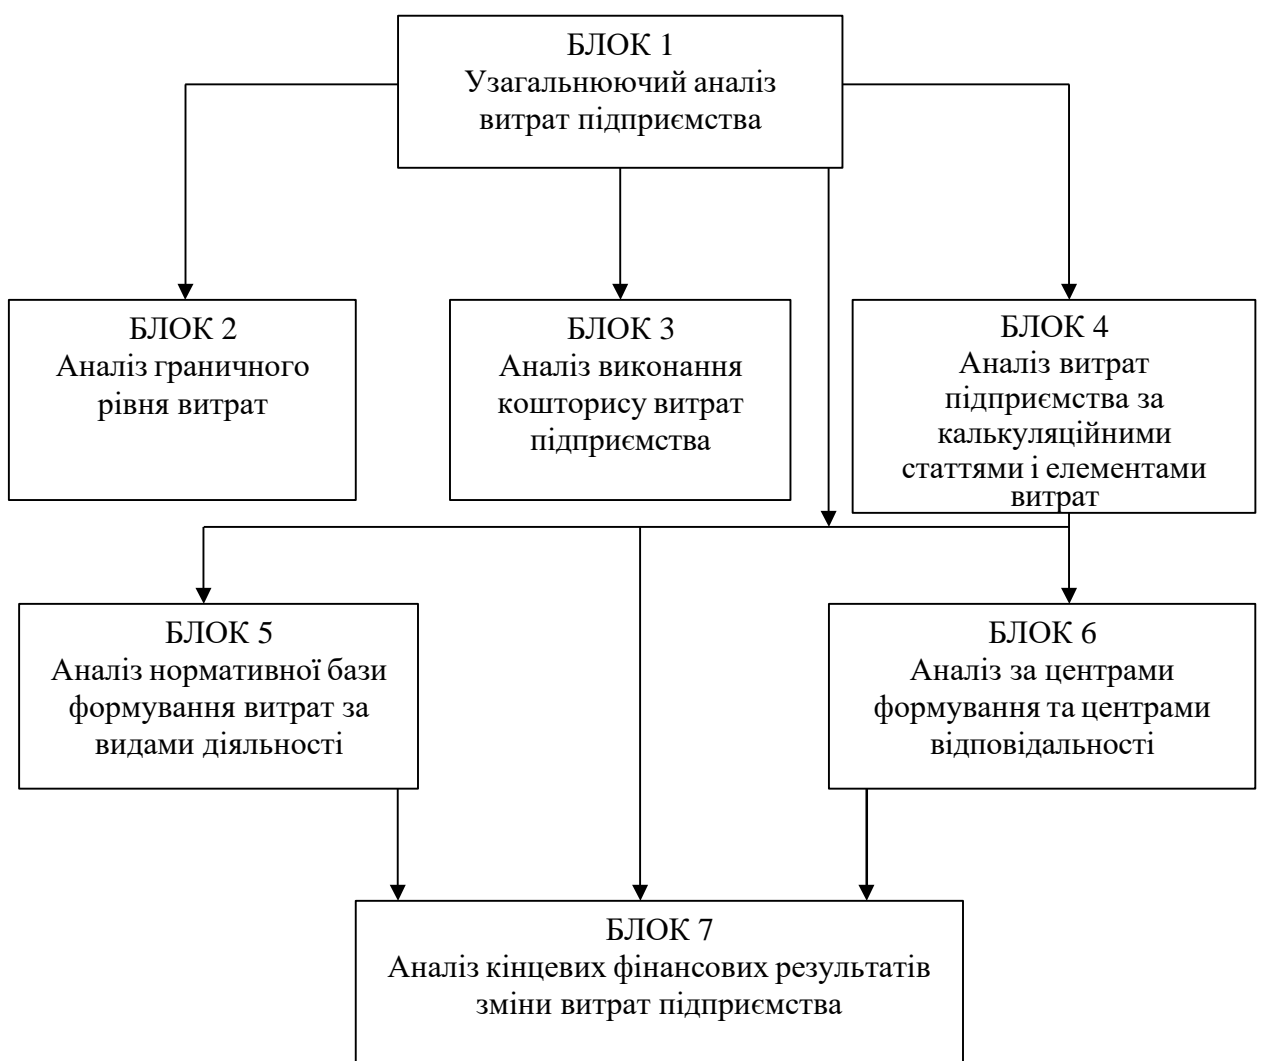 БЛОК 1
Узагальнюючий аналіз
витрат підприємства
БЛОК 2
Аналіз граничного
рівня витрат
БЛОК 3
Аналіз виконання
кошторису витрат
підприємства
БЛОК 4
Аналіз витрат
підприємства за
калькуляційними
статтями і елементами
витрат
БЛОК 5
Аналіз нормативної бази
формування витрат за
видами діяльності
БЛОК 6
Аналіз за центрами
формування та центрами
відповідальності
БЛОК 7
Аналіз кінцевих фінансових результатів
зміни витрат підприємства